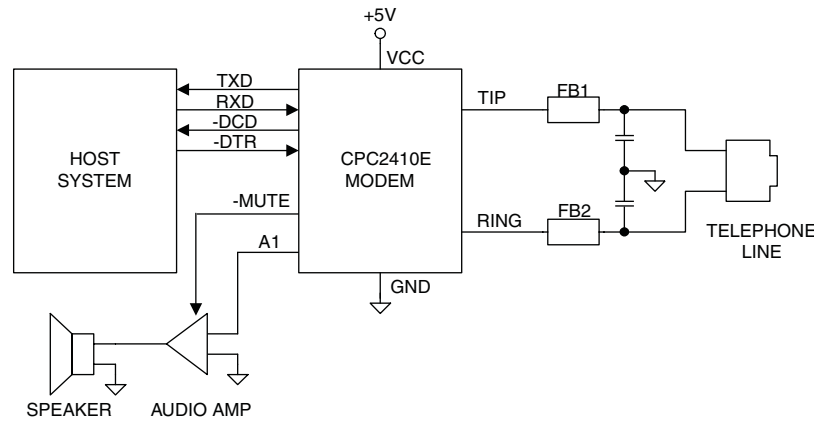 +5V
VCC
TXD
RXD
-DCD
-DTR
HOST
SYSTEM
CPC2410E
MODEM
-MUTE
A1
GND
TIP
FB1
RING
FB2
TELEPHONE
LINE
SPEAKER
AUDIO AMP